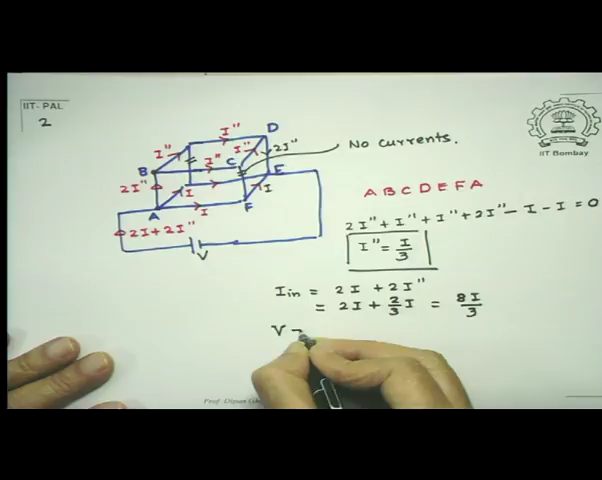 IIT-PAL
2
IIT Bombay
I" D
I" I" C I" 2I" No currents.
B E
2I" I I
A I F
2I + 2I"
V
A B C D E F A
2I" + I" + I" + 2I" - I - I = 0
I" = I/3
Iin = 2I + 2I"
= 2I + 2/3 I = 8I/3
V -